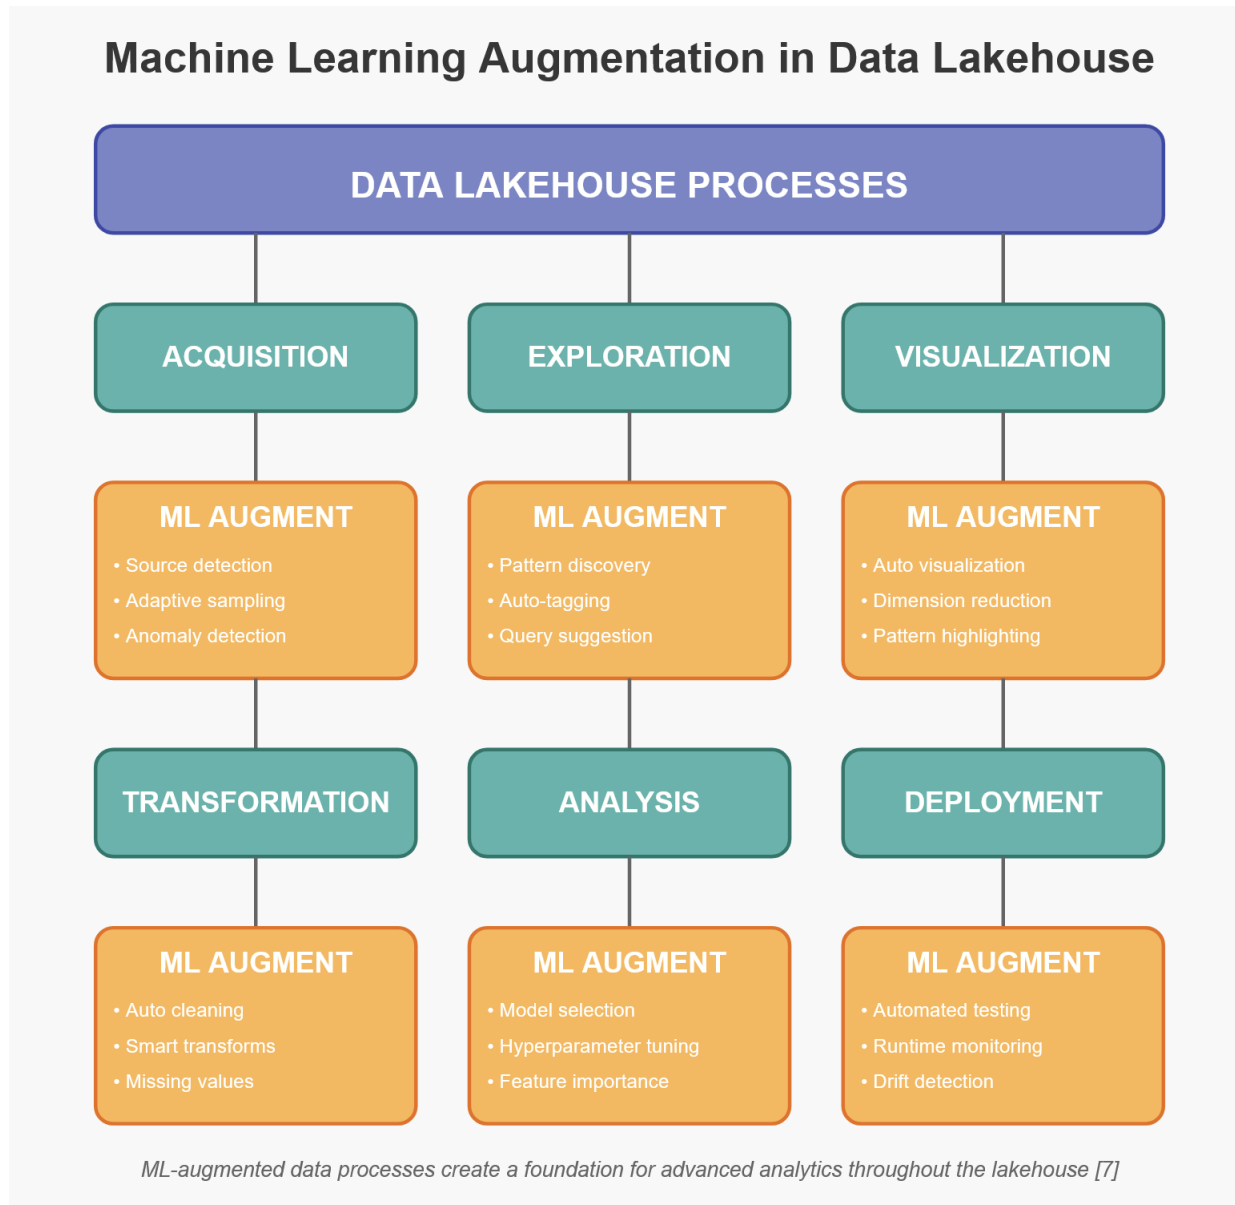 Machine Learning Augmentation in Data Lakehouse
DATA LAKEHOUSE PROCESSES
ACQUISITION
EXPLORATION
VISUALIZATION
ML AUGMENT
• Source detection
• Adaptive sampling
• Anomaly detection
ML AUGMENT
• Pattern discovery
• Auto-tagging
• Query suggestion
ML AUGMENT
• Auto visualization
• Dimension reduction
• Pattern highlighting
TRANSFORMATION
ANALYSIS
DEPLOYMENT
ML AUGMENT
• Auto cleaning
• Smart transforms
• Missing values
ML AUGMENT
• Model selection
• Hyperparameter tuning
• Feature importance
ML AUGMENT
• Automated testing
• Runtime monitoring
• Drift detection
ML-augmented data processes create a foundation for advanced analytics throughout the lakehouse [7]